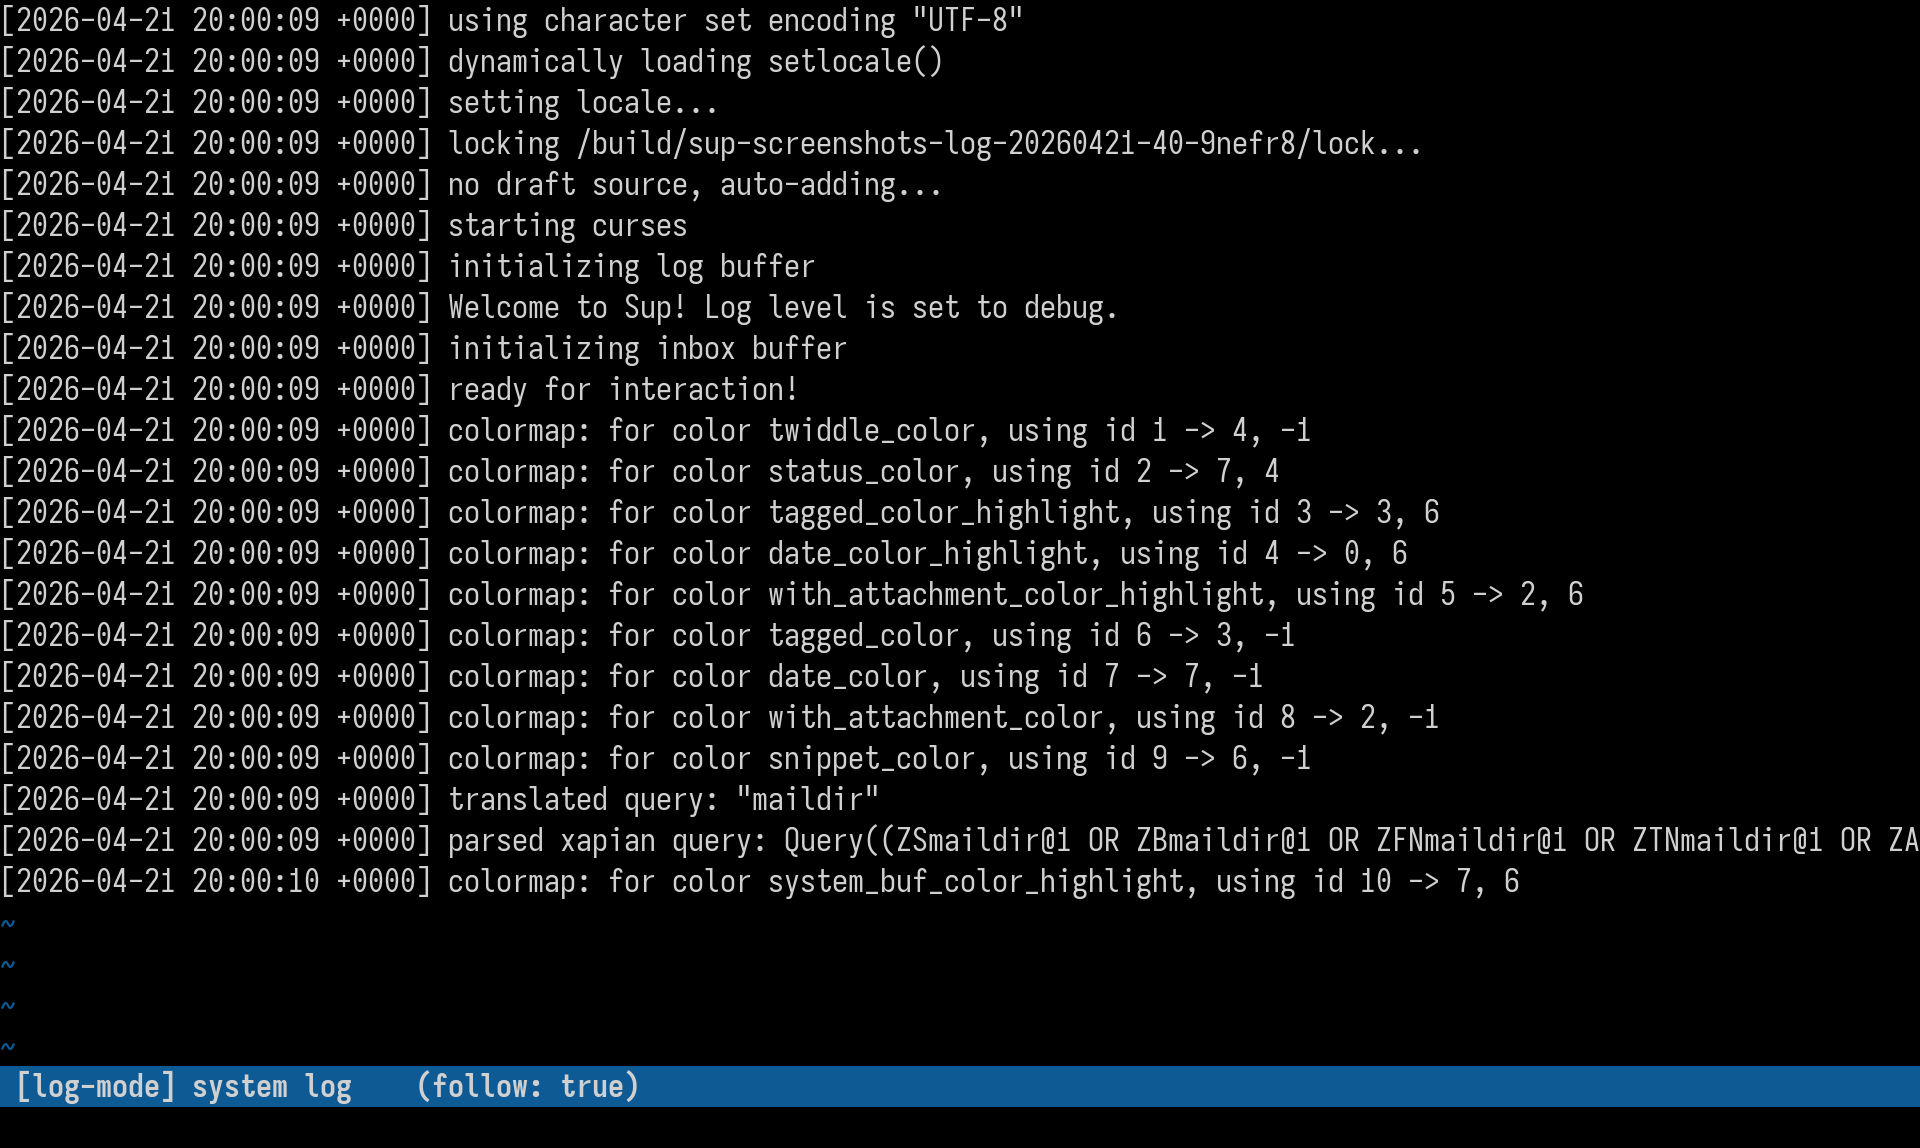 [2026-04-21 20:00:09 +0000] using character set encoding "UTF-8"
[2026-04-21 20:00:09 +0000] dynamically loading setlocale()
[2026-04-21 20:00:09 +0000] setting locale...
[2026-04-21 20:00:09 +0000] locking /build/sup-screenshots-log-20260421-40-9nefr8/lock...
[2026-04-21 20:00:09 +0000] no draft source, auto-adding...
[2026-04-21 20:00:09 +0000] starting curses
[2026-04-21 20:00:09 +0000] initializing log buffer
[2026-04-21 20:00:09 +0000] Welcome to Sup! Log level is set to debug.
[2026-04-21 20:00:09 +0000] initializing inbox buffer
[2026-04-21 20:00:09 +0000] ready for interaction!
[2026-04-21 20:00:09 +0000] colormap: for color twiddle_color, using id 1 -> 4, -1
[2026-04-21 20:00:09 +0000] colormap: for color status_color, using id 2 -> 7, 4
[2026-04-21 20:00:09 +0000] colormap: for color tagged_color_highlight, using id 3 -> 3, 6
[2026-04-21 20:00:09 +0000] colormap: for color date_color_highlight, using id 4 -> 0, 6
[2026-04-21 20:00:09 +0000] colormap: for color with_attachment_color_highlight, using id 5 -> 2, 6
[2026-04-21 20:00:09 +0000] colormap: for color tagged_color, using id 6 -> 3, -1
[2026-04-21 20:00:09 +0000] colormap: for color date_color, using id 7 -> 7, -1
[2026-04-21 20:00:09 +0000] colormap: for color with_attachment_color, using id 8 -> 2, -1
[2026-04-21 20:00:09 +0000] colormap: for color snippet_color, using id 9 -> 6, -1
[2026-04-21 20:00:09 +0000] translated query: "maildir"
[2026-04-21 20:00:09 +0000] parsed xapian query: Query((ZSmaildir@1 OR ZBmaildir@1 OR ZFNmaildir@1 OR ZTNmaildir@1 OR ZA
[2026-04-21 20:00:10 +0000] colormap: for color system_buf_color_highlight, using id 10 -> 7, 6
~
~
~
~
[log-mode] system log    (follow: true)